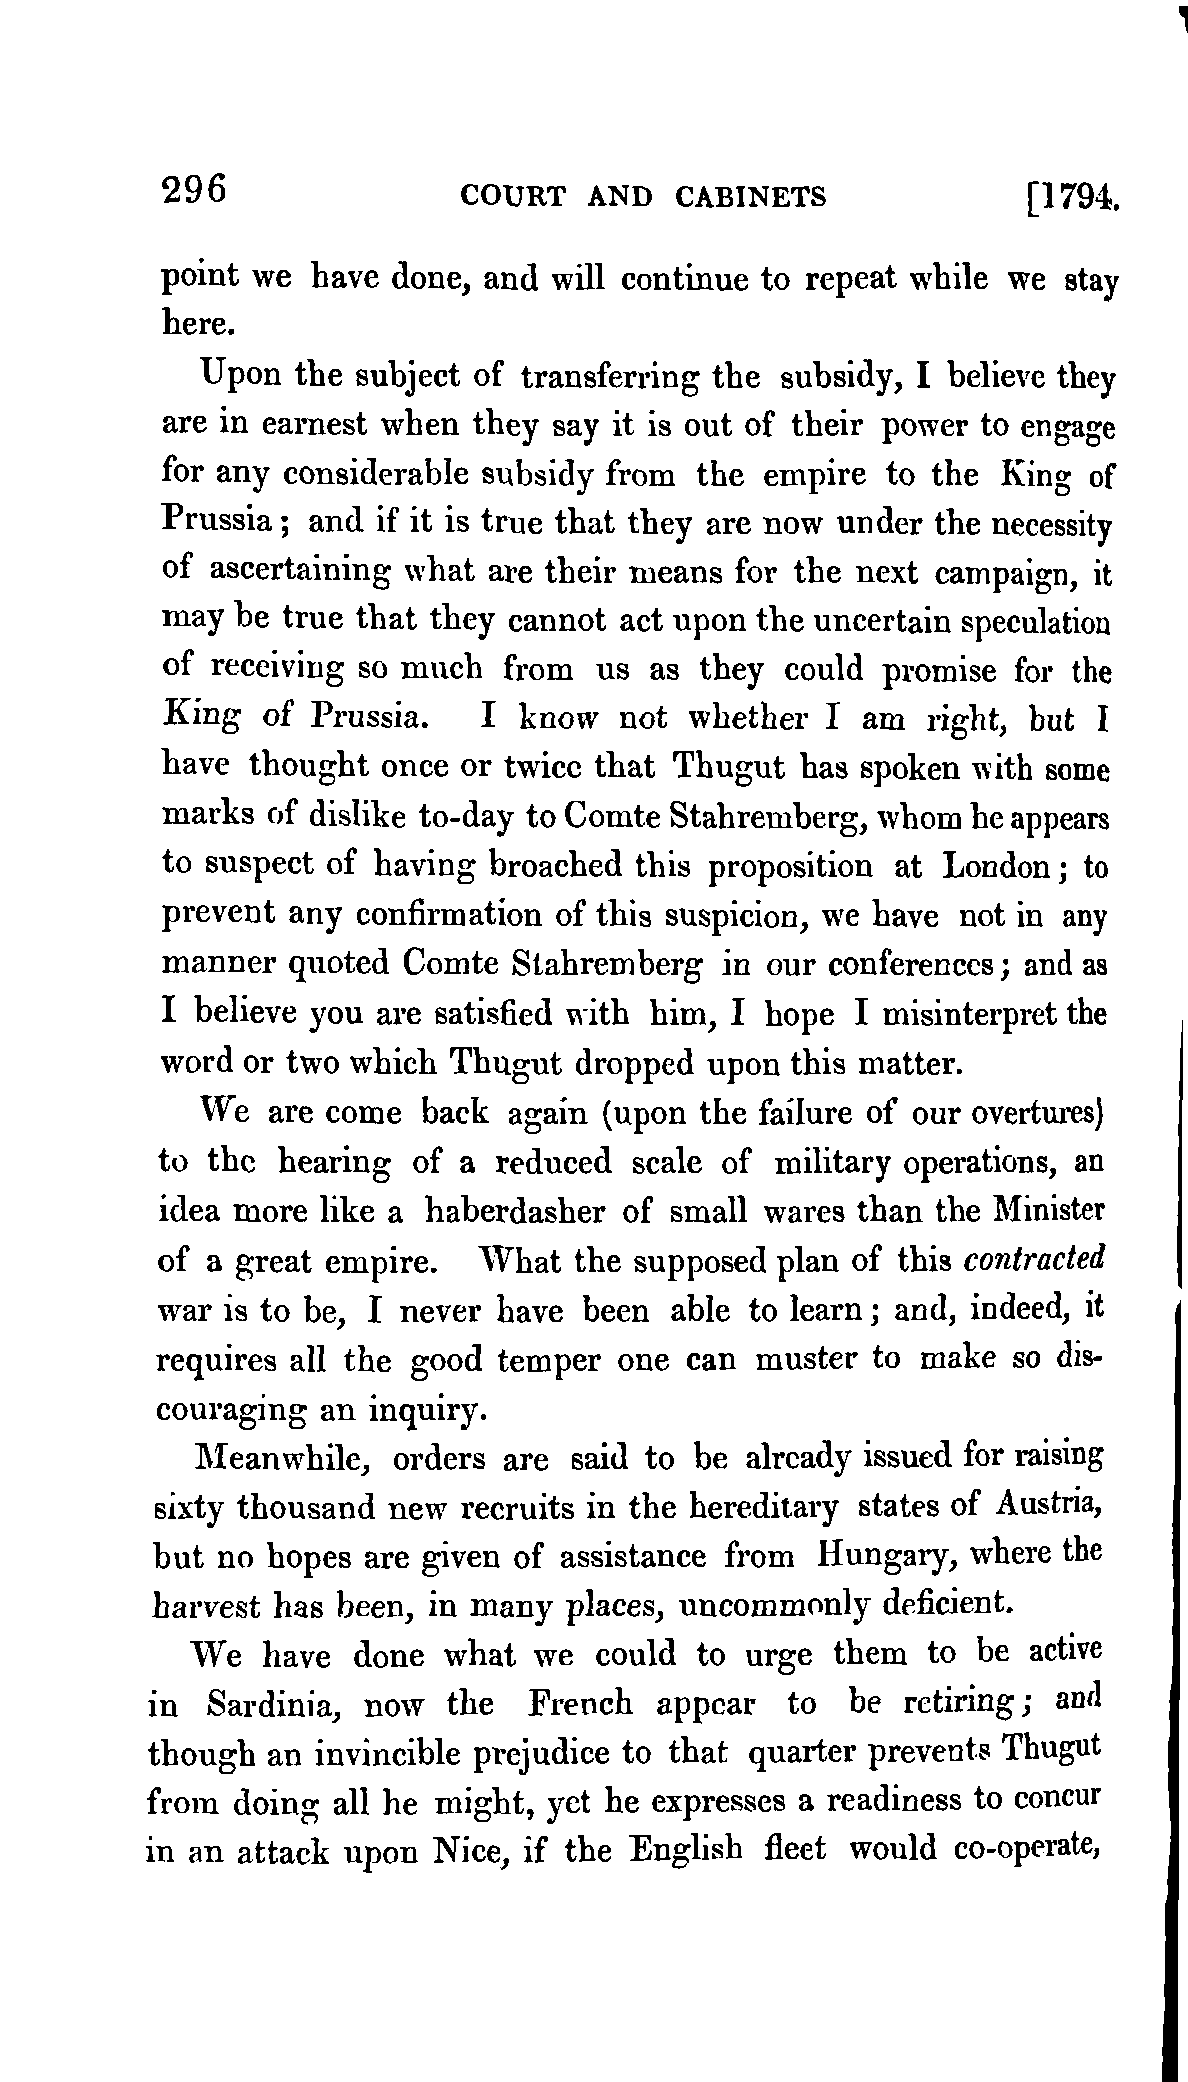 296 COURT AND CABINETS [1794.
point we have done, and will continue to repeat while we stay
here.
Upon the subject of transferring the subsidy, I believe they
are in earnest when they say it is out of their power to engage
for any considerable subsidy from the empire to the King of
Prussia; and if it is true that they are now under the necessity
of ascertaining what are their means for the next campaign, it
may be true that they cannot act upon the uncertain speculation
of receiving so much from us as they could promise for the
King of Prussia. I know not whether I am right, but I
have thought once or twice that Thugut has spoken with some
marks of dislike to-day to Comte Stahremberg, whom he appears
to suspect of having broached this proposition at London; to
prevent any confirmation of this suspicion, we have not in any
manner quoted Comte Stahremberg in our conferences; and as
I believe you are satisfied with him, I hope I misinterpret the
word or two which Thugut dropped upon this matter.
We are come back again (upon the failure of our overtures)
to the hearing of a reduced scale of military operations, an
idea more like a haberdasher of small wares than the Minister
of a great empire. What the supposed plan of this contracted
war is to be, I never have been able to learn; and, indeed, it
requires all the good temper one can muster to make so dis-
couraging an inquiry.
Meanwhile, orders are said to be already issued for raising
sixty thousand new recruits in the hereditary states of Austria,
but no hopes are given of assistance from Hungary, where the
harvest has been, in many places, uncommonly deficient.
We have done what we could to urge them to be active
in Sardinia, now the French appear to be retiring; and
though an invincible prejudice to that quarter prevents Thugut
from doing all he might, yet he expresses a readiness to concur
in an attack upon Nice, if the English fleet would co-operate,